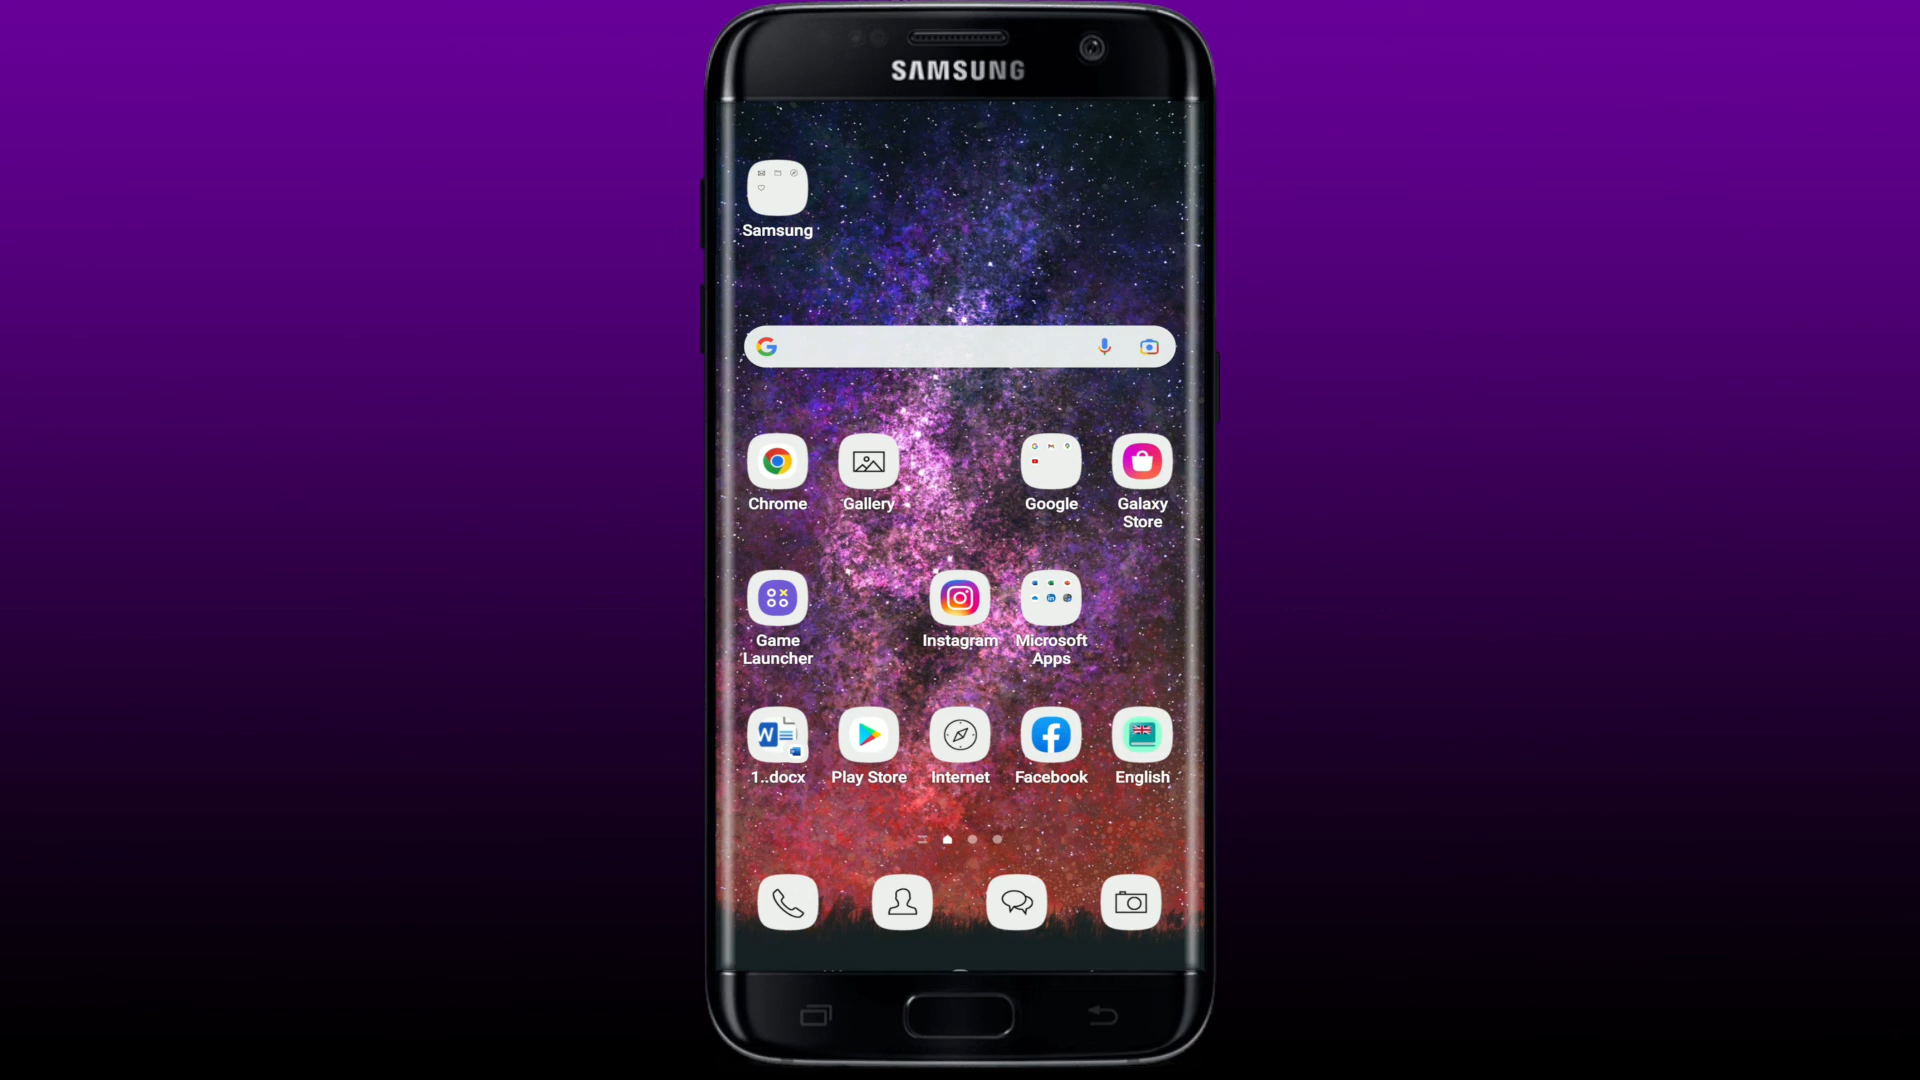 SAMSUNG
Samsung
Chrome
Gallery
Google
Galaxy
Store
Game
Launcher
Instagram
Microsoft
Apps
1..docx
Play Store
Internet
Facebook
English